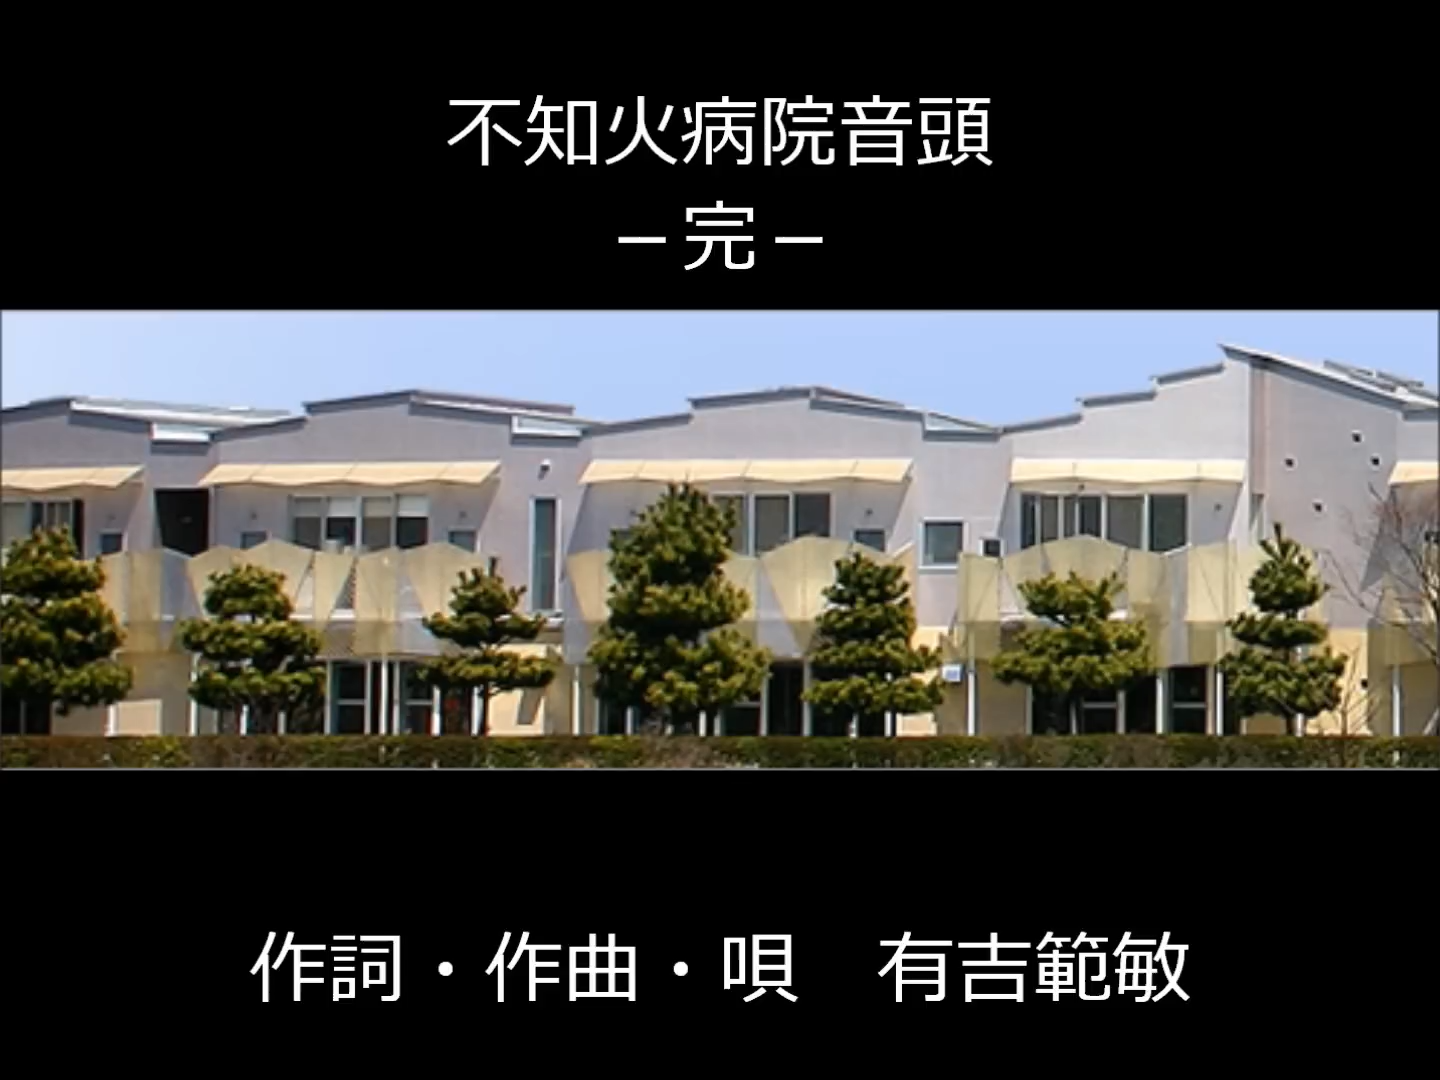 不知火病院音頭
– 完 –
作詞・作曲・唄　有吉範敏